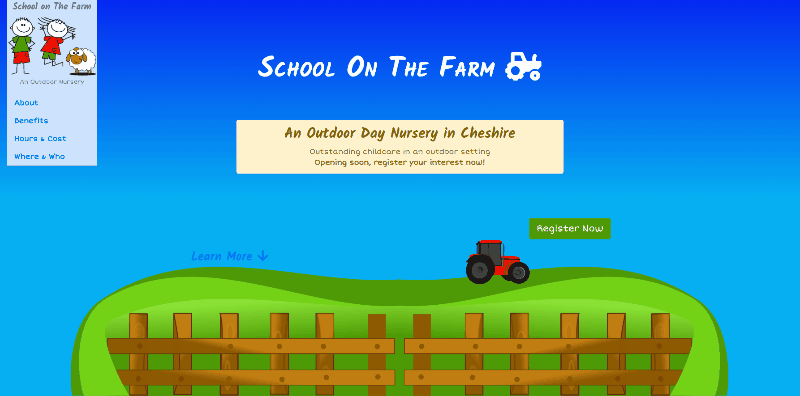 School on The Farm
An Outdoor Nursery
About
Benefits
Hours & Cost
Where & Who
School On The Farm
An Outdoor Day Nursery in Cheshire
Outstanding childcare in an outdoor setting
Opening soon, register your interest now!
Register Now
Learn More